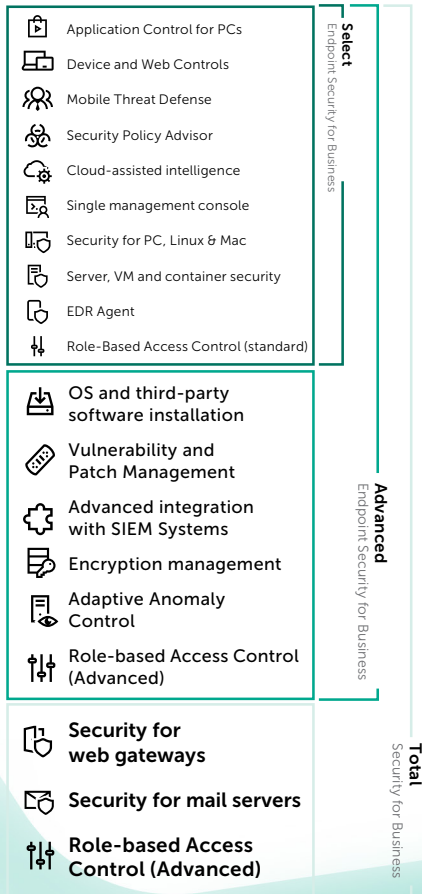 Application Control for PCs
Device and Web Controls
Mobile Threat Defense
Security Policy Advisor
Cloud-assisted intelligence
Single management console
Security for PC, Linux & Mac
Server, VM and container security
EDR Agent
Role-Based Access Control (standard)
Select
Endpoint Security for Business
OS and third-party
software installation
Vulnerability and
Patch Management
Advanced integration
with SIEM Systems
Encryption management
Adaptive Anomaly
Control
Role-based Access Control
(Advanced)
Advanced
Endpoint Security for Business
Security for
web gateways
Security for mail servers
Role-based Access
Control (Advanced)
Total
Security for Business